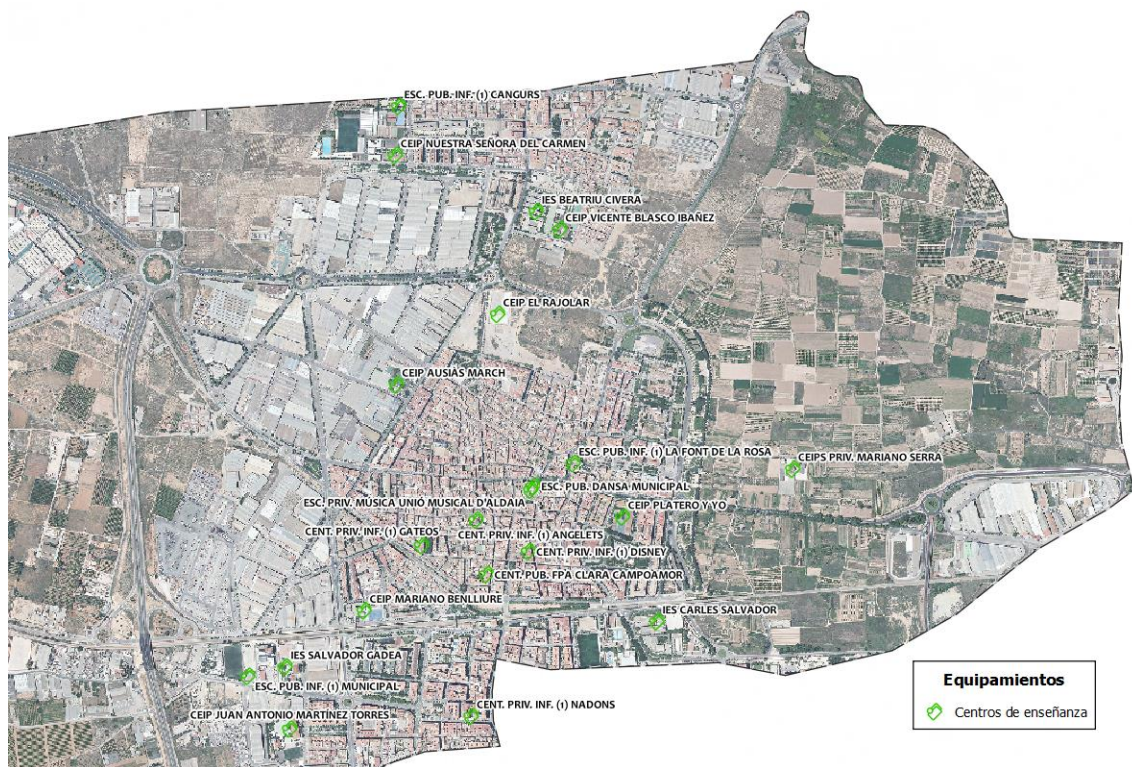 ESC. PUB. INF. (1) CANGURS
CEIP NUESTRA SEÑORA DEL CARMEN
IES BEATRIU CIVERA
CEIP VICENTE BLASCO IBAÑEZ
CEIP EL RAJOLAR
CEIP AUSIAS MARCH
ESC. PUB. INF. (1) LA FONT DE LA ROSA
CEIPS PRIV. MARIANO SERRA
ESC. PUB. DANSA MUNICIPAL
ESC. PRIV. MÚSICA UNIÓ MUSICAL D'ALDAIA
CEIP PLATERO Y YO
CENT. PRIV. INF. (1) GATEOS
CENT. PRIV. INF. (1) ANGELETS
CENT. PRIV. INF. (1) DISNEY
CENT. PUB. FPA CLARA CAMPOAMOR
CEIP MARIANO BENLLIURE
IES CARLES SALVADOR
IES SALVADOR GADEA
ESC. PUB. INF. (1) MUNICIPAL
CEIP JUAN ANTONIO MARTÍNEZ TORRES
CENT. PRIV. INF. (1) NADONS
Equipamientos
Centros de enseñanza